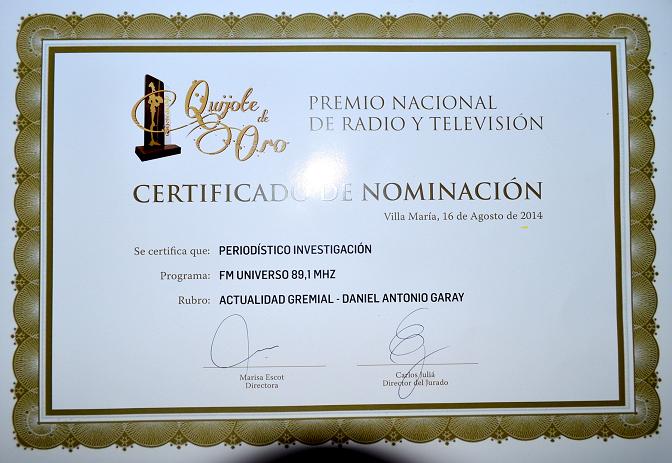 Quijote
de
Oro
PREMIO NACIONAL
DE RADIO Y TELEVISIÓN
CERTIFICADO DE NOMINACIÓN
Villa María, 16 de Agosto de 2014
Se certifica que: PERIODÍSTICO INVESTIGACIÓN
Programa: FM UNIVERSO 89,1 MHZ
Rubro: ACTUALIDAD GREMIAL - DANIEL ANTONIO GARAY
Marisa Escot
Directora
Carlos Juliá
Director del Jurado